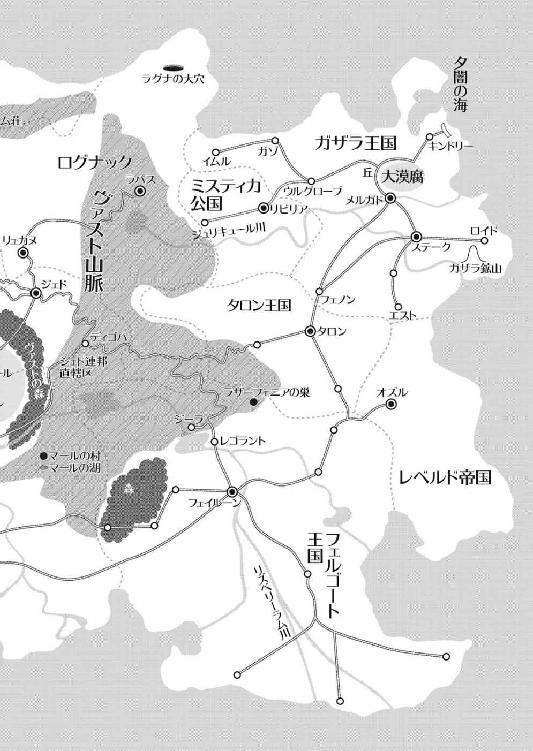 夕闇の海
ラグナの大穴
ム荘
ガザラ王国
キンドリー
ガゾ
イムル
ログナック
丘
大漠腐
ラパス
ミスティカ
公国
ウルグローブ
メルガド
リビリア
ジュリキュール川
ヴァスト山脈
ロイド
リュガメ
ステーク
ガザラ鉱山
ジェド
フェノン
タロン王国
エスト
タロン
ティゴハ
ジェド連邦
直轄区
ール
オズル
ラザーフェニアの巣
ジーラ
レゴラント
マールの村
マールの湖
レベルド帝国
森
フェイルーン
フェルゴート
王国
リズベリーラム川